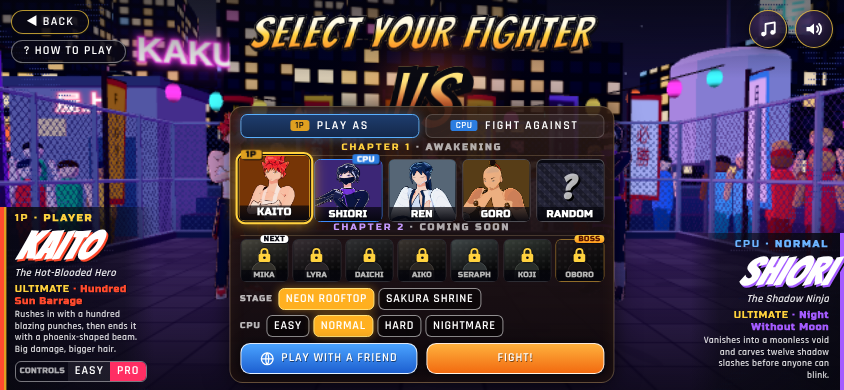 ◀ BACK
? HOW TO PLAY
SELECT YOUR FIGHTER
KAKU
VS
1P PLAY AS
CPU FIGHT AGAINST
CHAPTER 1 · AWAKENING
1P
CPU
KAITO
SHIORI
REN
GORO
?
RANDOM
CHAPTER 2 · COMING SOON
NEXT
BOSS
MIKA
LYRA
DAICHI
AIKO
SERAPH
KOJI
OBORO
STAGE NEON ROOFTOP SAKURA SHRINE
CPU EASY NORMAL HARD NIGHTMARE
PLAY WITH A FRIEND
FIGHT!
1P · PLAYER
KAITO
The Hot-Blooded Hero
ULTIMATE · Hundred
Sun Barrage
Rushes in with a hundred
blazing punches, then ends it
with a phoenix-shaped beam.
Big damage, bigger hair.
CONTROLS EASY PRO
CPU · NORMAL
SHIORI
The Shadow Ninja
ULTIMATE · Night
Without Moon
Vanishes into a moonless void
and carves twelve shadow
slashes before anyone can
blink.